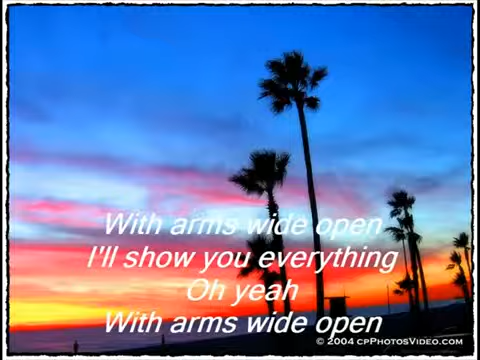 With arms wide open
I'll show you everything
Oh yeah
With arms wide open
© 2004 cpPhotosVideo.com